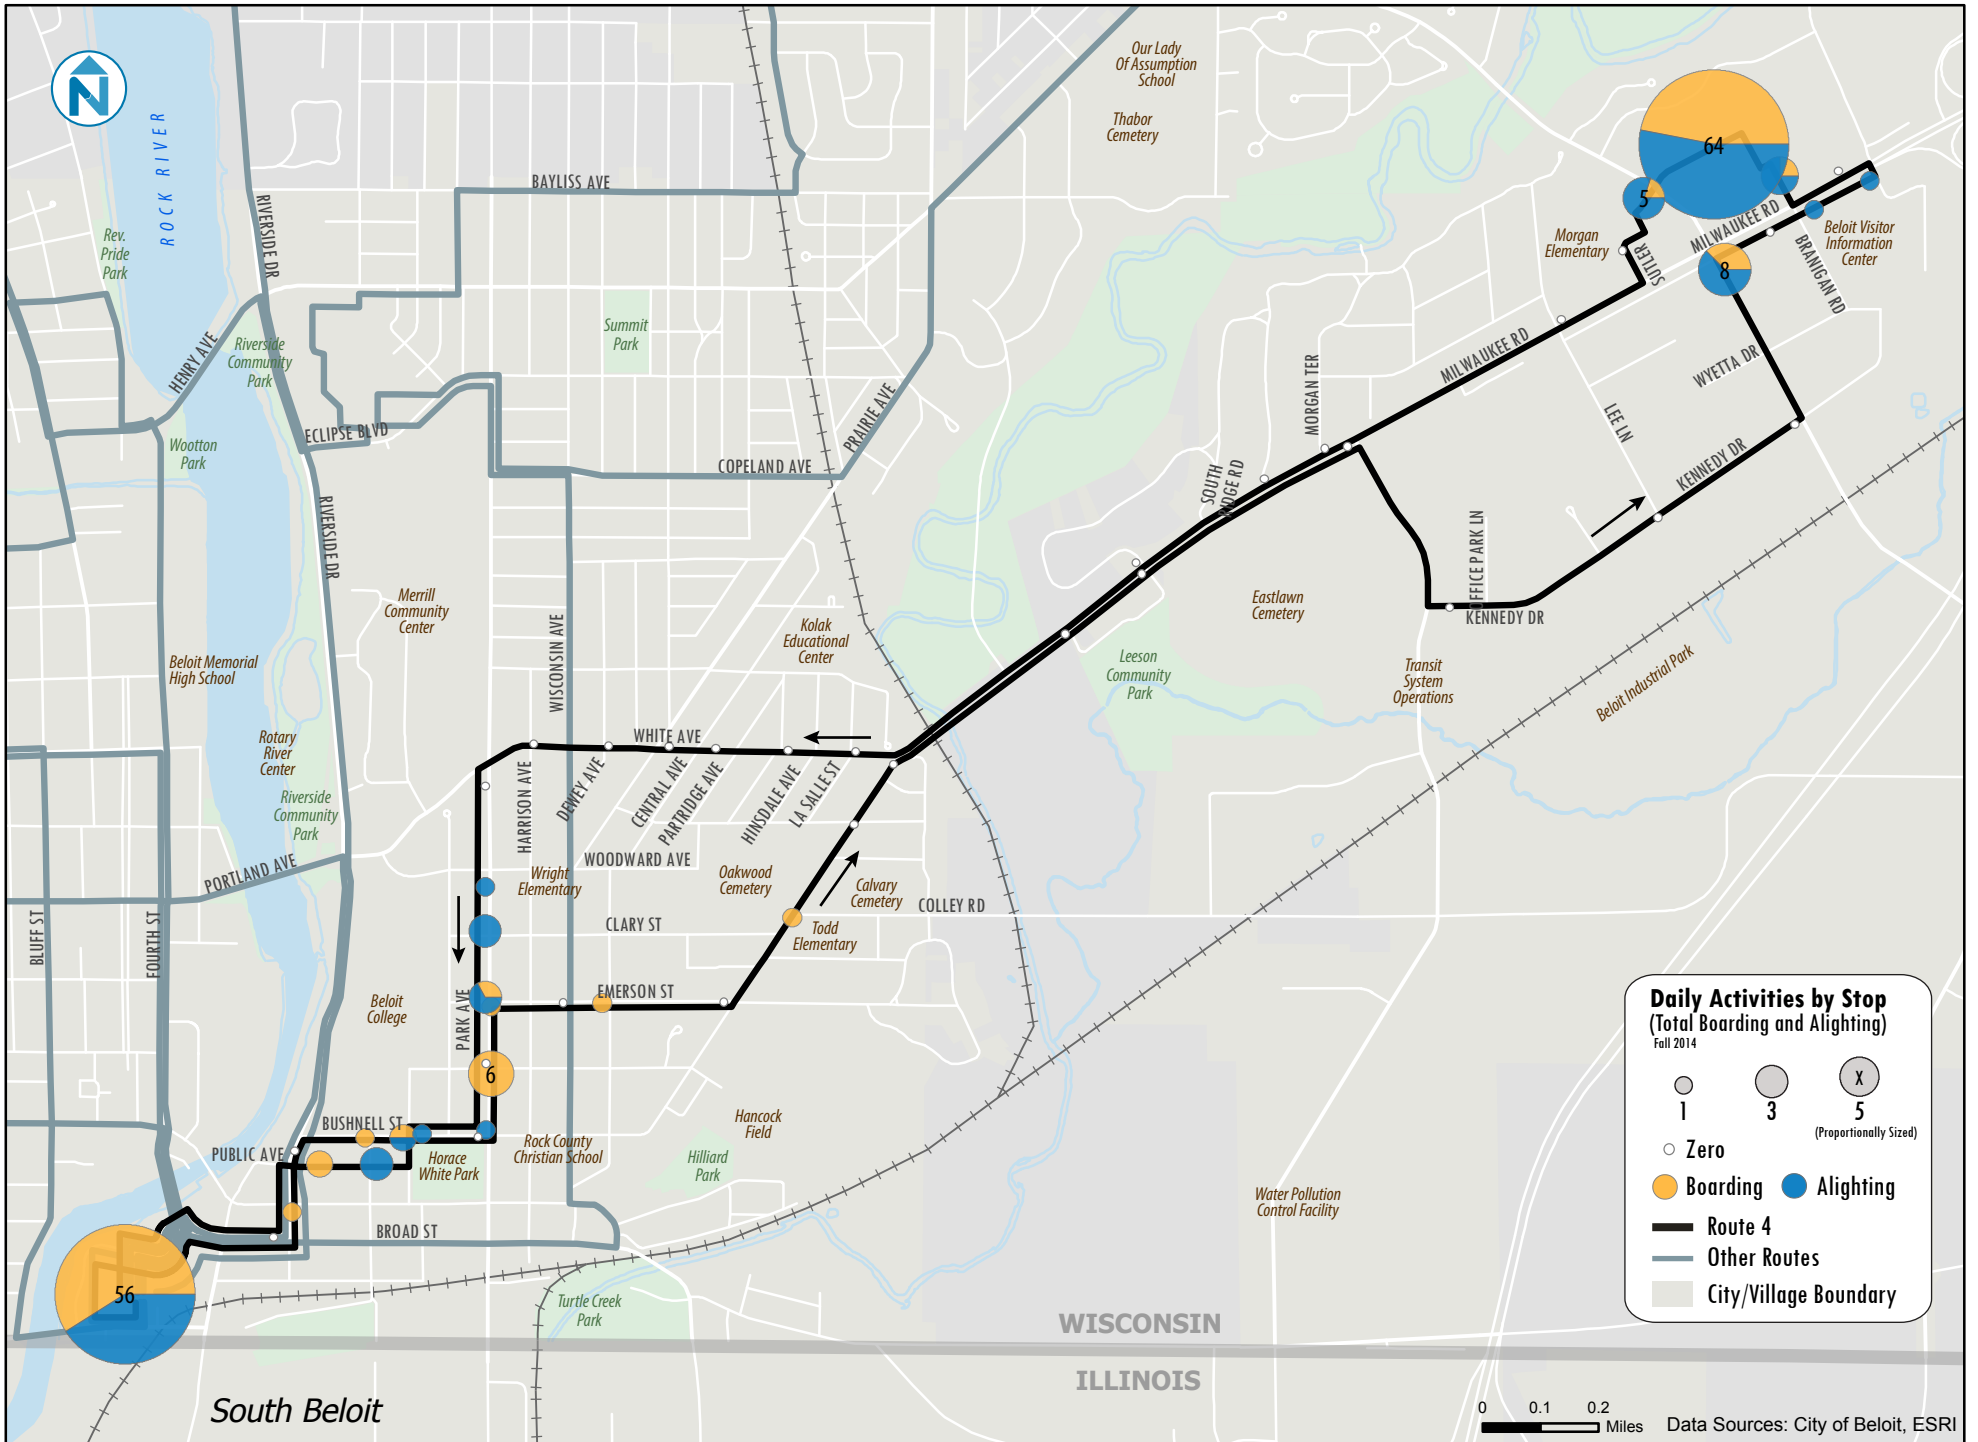 N
ROCK RIVER
Our Lady
Of Assumption
School
Thabor
Cemetery
64
5
BAYLISS AVE
RIVERSIDE DR
Rev.
Pride
Park
MILWAUKEE RD
Morgan
Elementary
SUTLER
Beloit Visitor
Information
Center
BRANIGAN RD
8
HENRY AVE
Riverside
Community
Park
Summit
Park
MORGAN TER
MILWAUKEE RD
WYETTA DR
LEE LN
PRAIRIE AVE
ECLIPSE BLVD
Wootton
Park
COPELAND AVE
SOUTH
RIDGE RD
KENNEDY DR
RIVERSIDE DR
OFFICE PARK LN
KENNEDY DR
Merrill
Community
Center
WISCONSIN AVE
Kolak
Educational
Center
Eastlawn
Cemetery
Beloit Memorial
High School
Leeson
Community
Park
Transit
System
Operations
Beloit Industrial Park
Rotary
River
Center
WHITE AVE
HARRISON AVE
DEWEY AVE
CENTRAL AVE
PARTRIDGE AVE
HINSDALE AVE
LA SALLE ST
Riverside
Community
Park
PORTLAND AVE
WOODWARD AVE
Wright
Elementary
Oakwood
Cemetery
Calvary
Cemetery
COLLEY RD
BLUFF ST
FOURTH ST
CLARY ST
Todd
Elementary
Beloit
College
PARK AVE
EMERSON ST
6
BUSHNELL ST
PUBLIC AVE
Horace
White Park
Rock County
Christian School
Hancock
Field
Hilliard
Park
Water Pollution
Control Facility
BROAD ST
56
Turtle Creek
Park
WISCONSIN
ILLINOIS
South Beloit
Daily Activities by Stop
(Total Boarding and Alighting)
Fall 2014
X
1 3 5
(Proportionally Sized)
Zero
Boarding Alighting
Route 4
Other Routes
City/Village Boundary
0 0.1 0.2
Miles
Data Sources: City of Beloit, ESRI